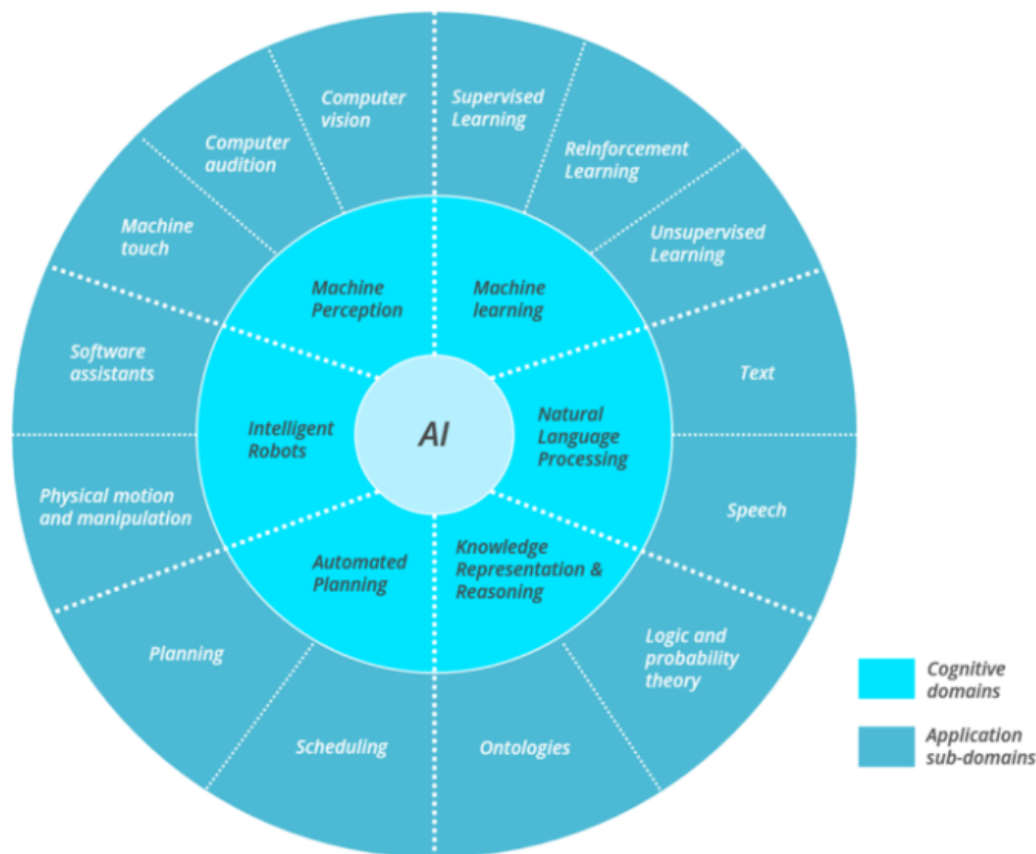 Computer
vision
Supervised
Learning
Computer
audition
Reinforcement
Learning
Machine
touch
Unsupervised
Learning
Machine
Perception
Machine
learning
Software
assistants
Text
Intelligent
Robots
AI
Natural
Language
Processing
Physical motion
and manipulation
Speech
Automated
Planning
Knowledge
Representation &
Reasoning
Planning
Logic and
probability
theory
Scheduling
Ontologies
Cognitive
domains
Application
sub-domains